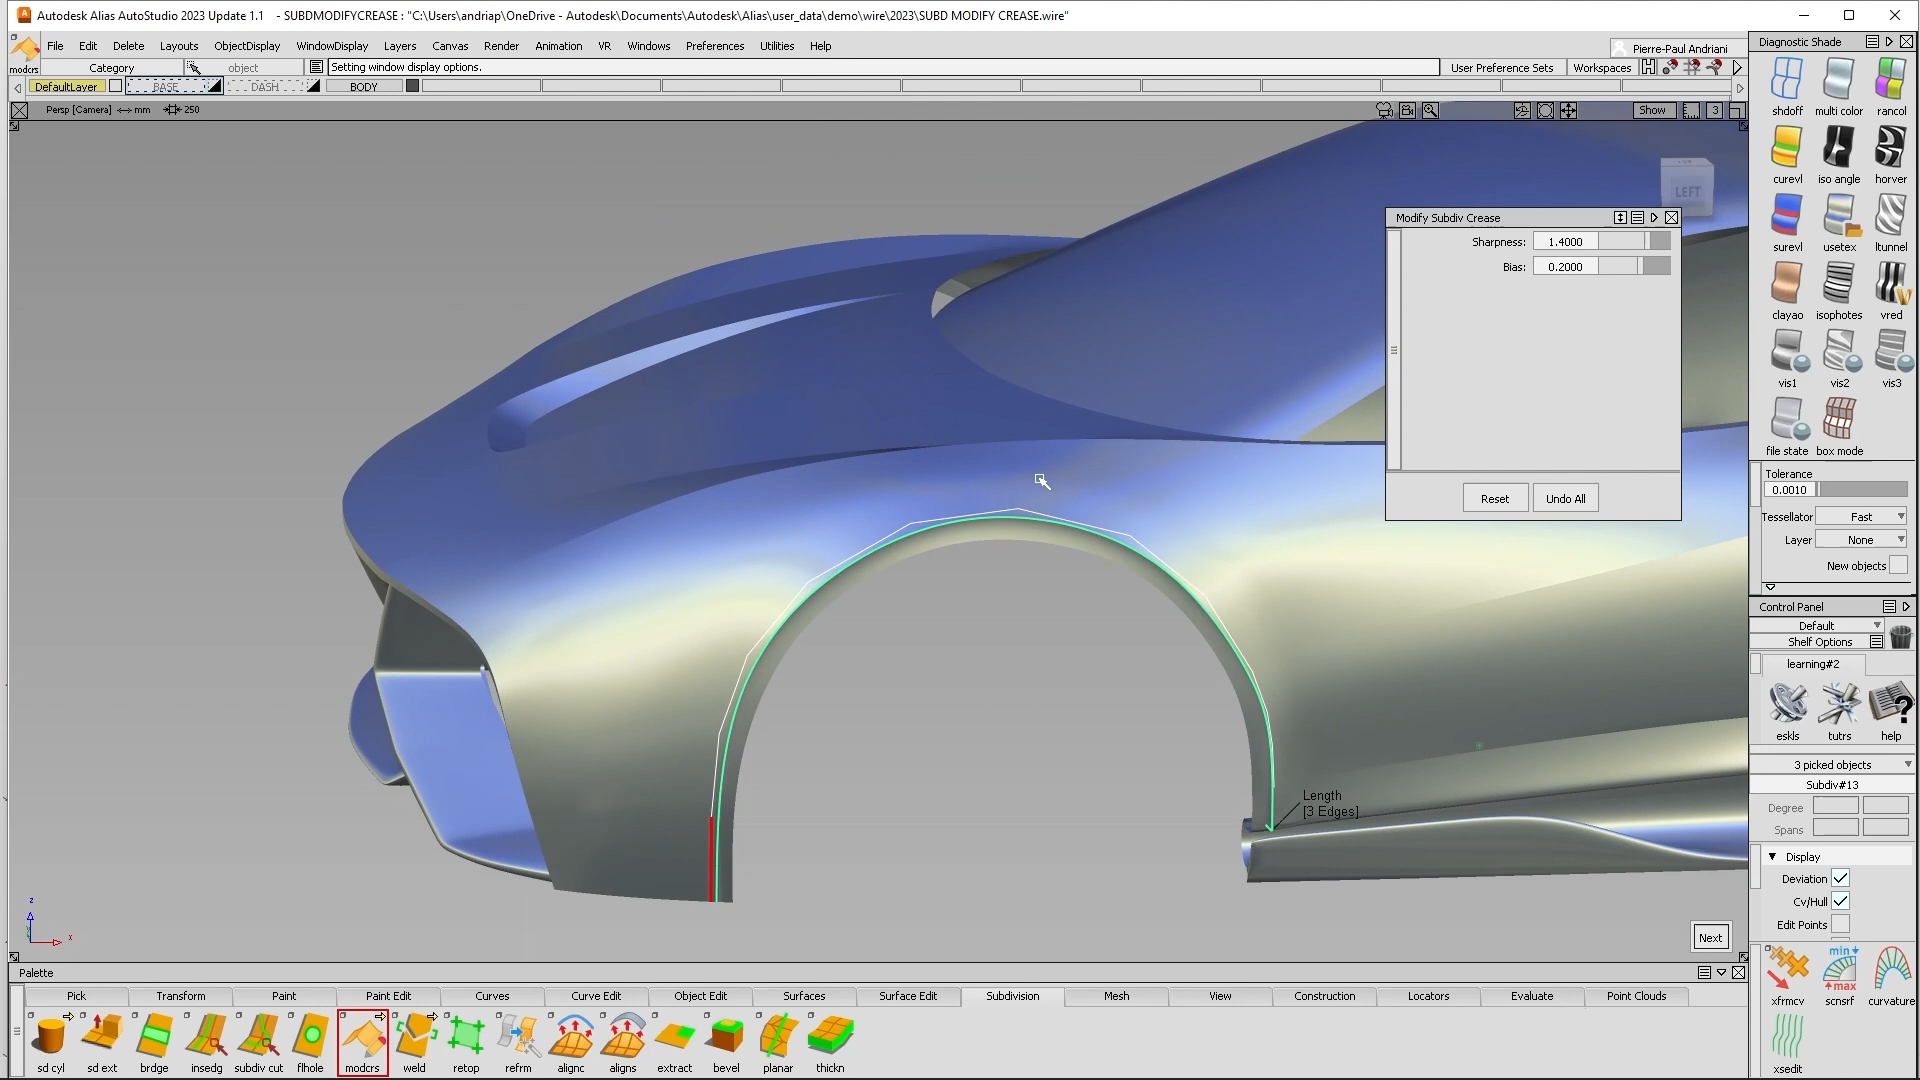 Autodesk Alias AutoStudio 2023 Update 1.1 - SUBDMODIFYCREASE : "C:\Users\andriap\OneDrive - Autodesk\Documents\Autodesk\Alias\user_data\demo\wire\2023\SUBD MODIFY CREASE.wire"
File Edit Delete Layouts ObjectDisplay WindowDisplay Layers Canvas Render Animation VR Windows Preferences Utilities Help
Pierre-Paul Andriani
modcrs
Category object Setting window display options. User Preference Sets Workspaces
DefaultLayer BASE DASH BODY
Persp [Camera] mm 250 Show 3
LEFT
Modify Subdiv Crease
Sharpness: 1.4000
Bias: 0.2000
Reset Undo All
Length
[3 Edges]
z
x
Next
Diagnostic Shade
shdoff multi color rancol
curevl iso angle horver
surevl usetex ltunnel
clayao isophotes vred
vis1 vis2 vis3
file state box mode
Tolerance
0.0010
Tessellator Fast
Layer None
New objects
Control Panel
Default
Shelf Options
learning#2
eskls tutrs help
3 picked objects
Subdiv#13
Degree
Spans
Display
Deviation
Cv/Hull
Edit Points
min
max
xfrmcv scnsrf curvature
xsedit
Palette
Pick Transform Paint Paint Edit Curves Curve Edit Object Edit Surfaces Surface Edit Subdivision Mesh View Construction Locators Evaluate Point Clouds
sd cyl sd ext brdge insedg subdiv cut flhole modcrs weld retop refrm alignc aligns extract bevel planar thickn